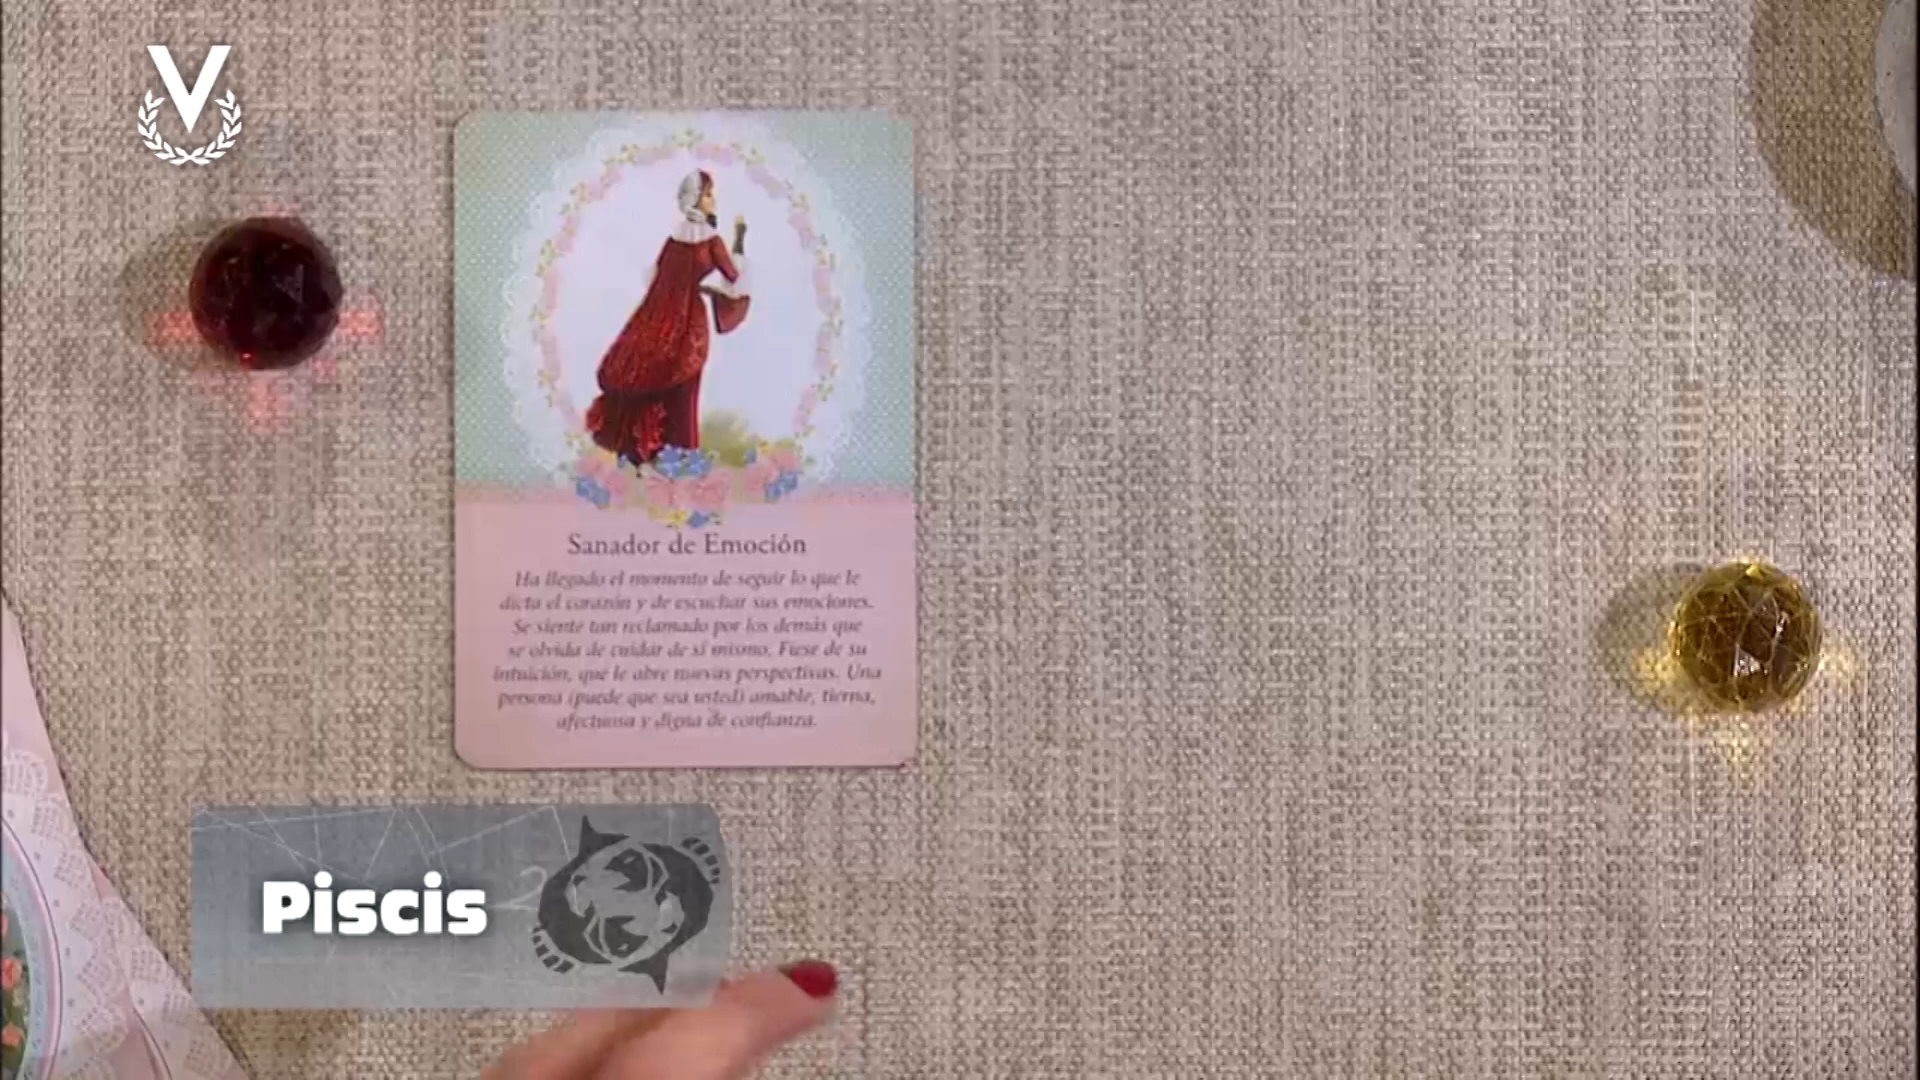 V
Sanador de Emoción
Ha llegado el momento de seguir lo que le
dicta el corazón y de escuchar sus emociones.
Se siente tan reclamado por los demás que
se olvida de cuidar de sí mismo. Fíese de su
intuición, que le abre nuevas perspectivas. Una
persona (puede que sea usted) amable, tierna,
afectuosa y digna de confianza.
Piscis